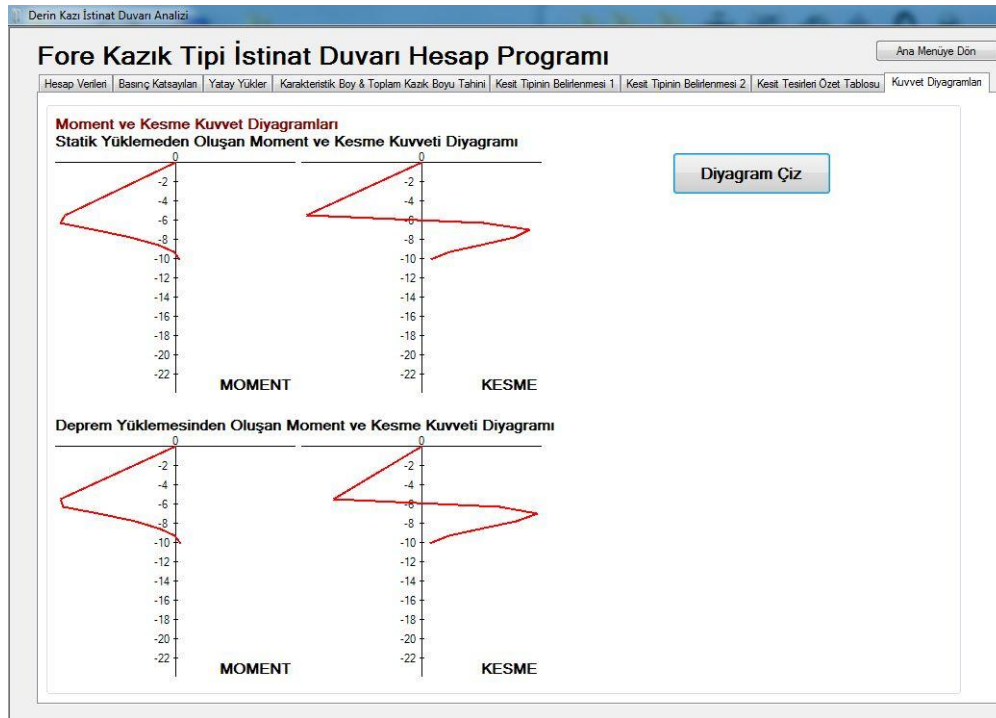 Derin Kazı İstinat Duvarı Analizi
Fore Kazık Tipi İstinat Duvarı Hesap Programı
Ana Menüye Dön
Hesap Verileri Basınç Katsayıları Yatay Yükler Karakteristik Boy & Toplam Kazık Boyu Tahini Kesit Tipinin Belirlenmesi 1 Kesit Tipinin Belirlenmesi 2 Kesit Tesirleri Özet Tablosu Kuvvet Diyagramları
Moment ve Kesme Kuvvet Diyagramları
Statik Yüklemeden Oluşan Moment ve Kesme Kuvveti Diyagramı
Diyagram Çiz
0 0
-2 -2
-4 -4
-6 -6
-8 -8
-10 -10
-12 -12
-14 -14
-16 -16
-18 -18
-20 -20
-22 -22
MOMENT KESME
Deprem Yüklemesinden Oluşan Moment ve Kesme Kuvveti Diyagramı
0 0
-2 -2
-4 -4
-6 -6
-8 -8
-10 -10
-12 -12
-14 -14
-16 -16
-18 -18
-20 -20
-22 -22
MOMENT KESME